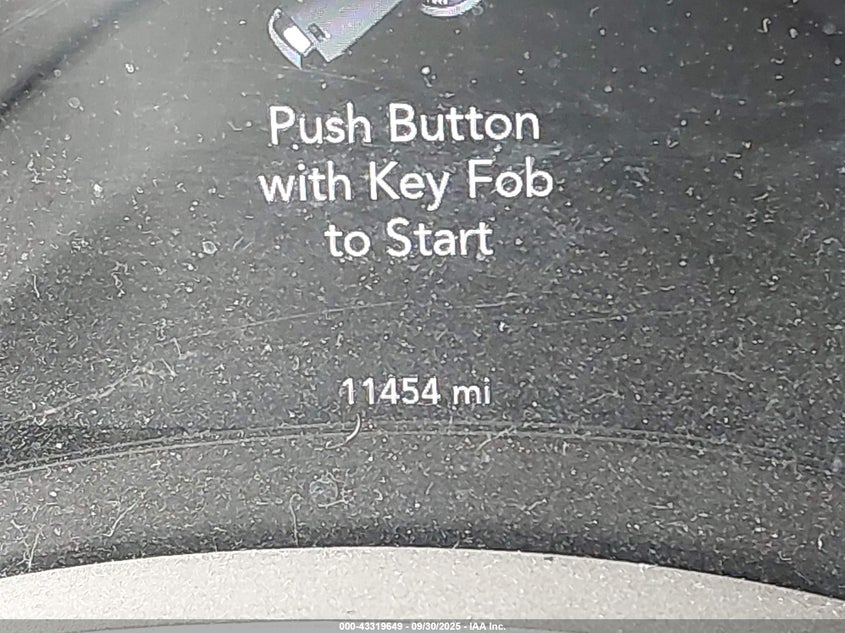 Push Button
with Key Fob
to Start
11454 mi
000-43319649 - 09/30/2025 - IAA Inc.